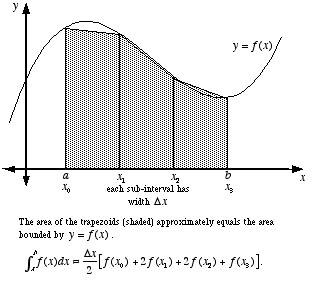 y
y = f(x)
a x₁ x₂ b x
x₀ each sub-interval has x₃
width Δx
The area of the trapezoids (shaded) approximately equals the area
bounded by y = f(x).
∫f(x)dx = Δx/2 [f(x₀) + 2f(x₁) + 2f(x₂) + f(x₃)].